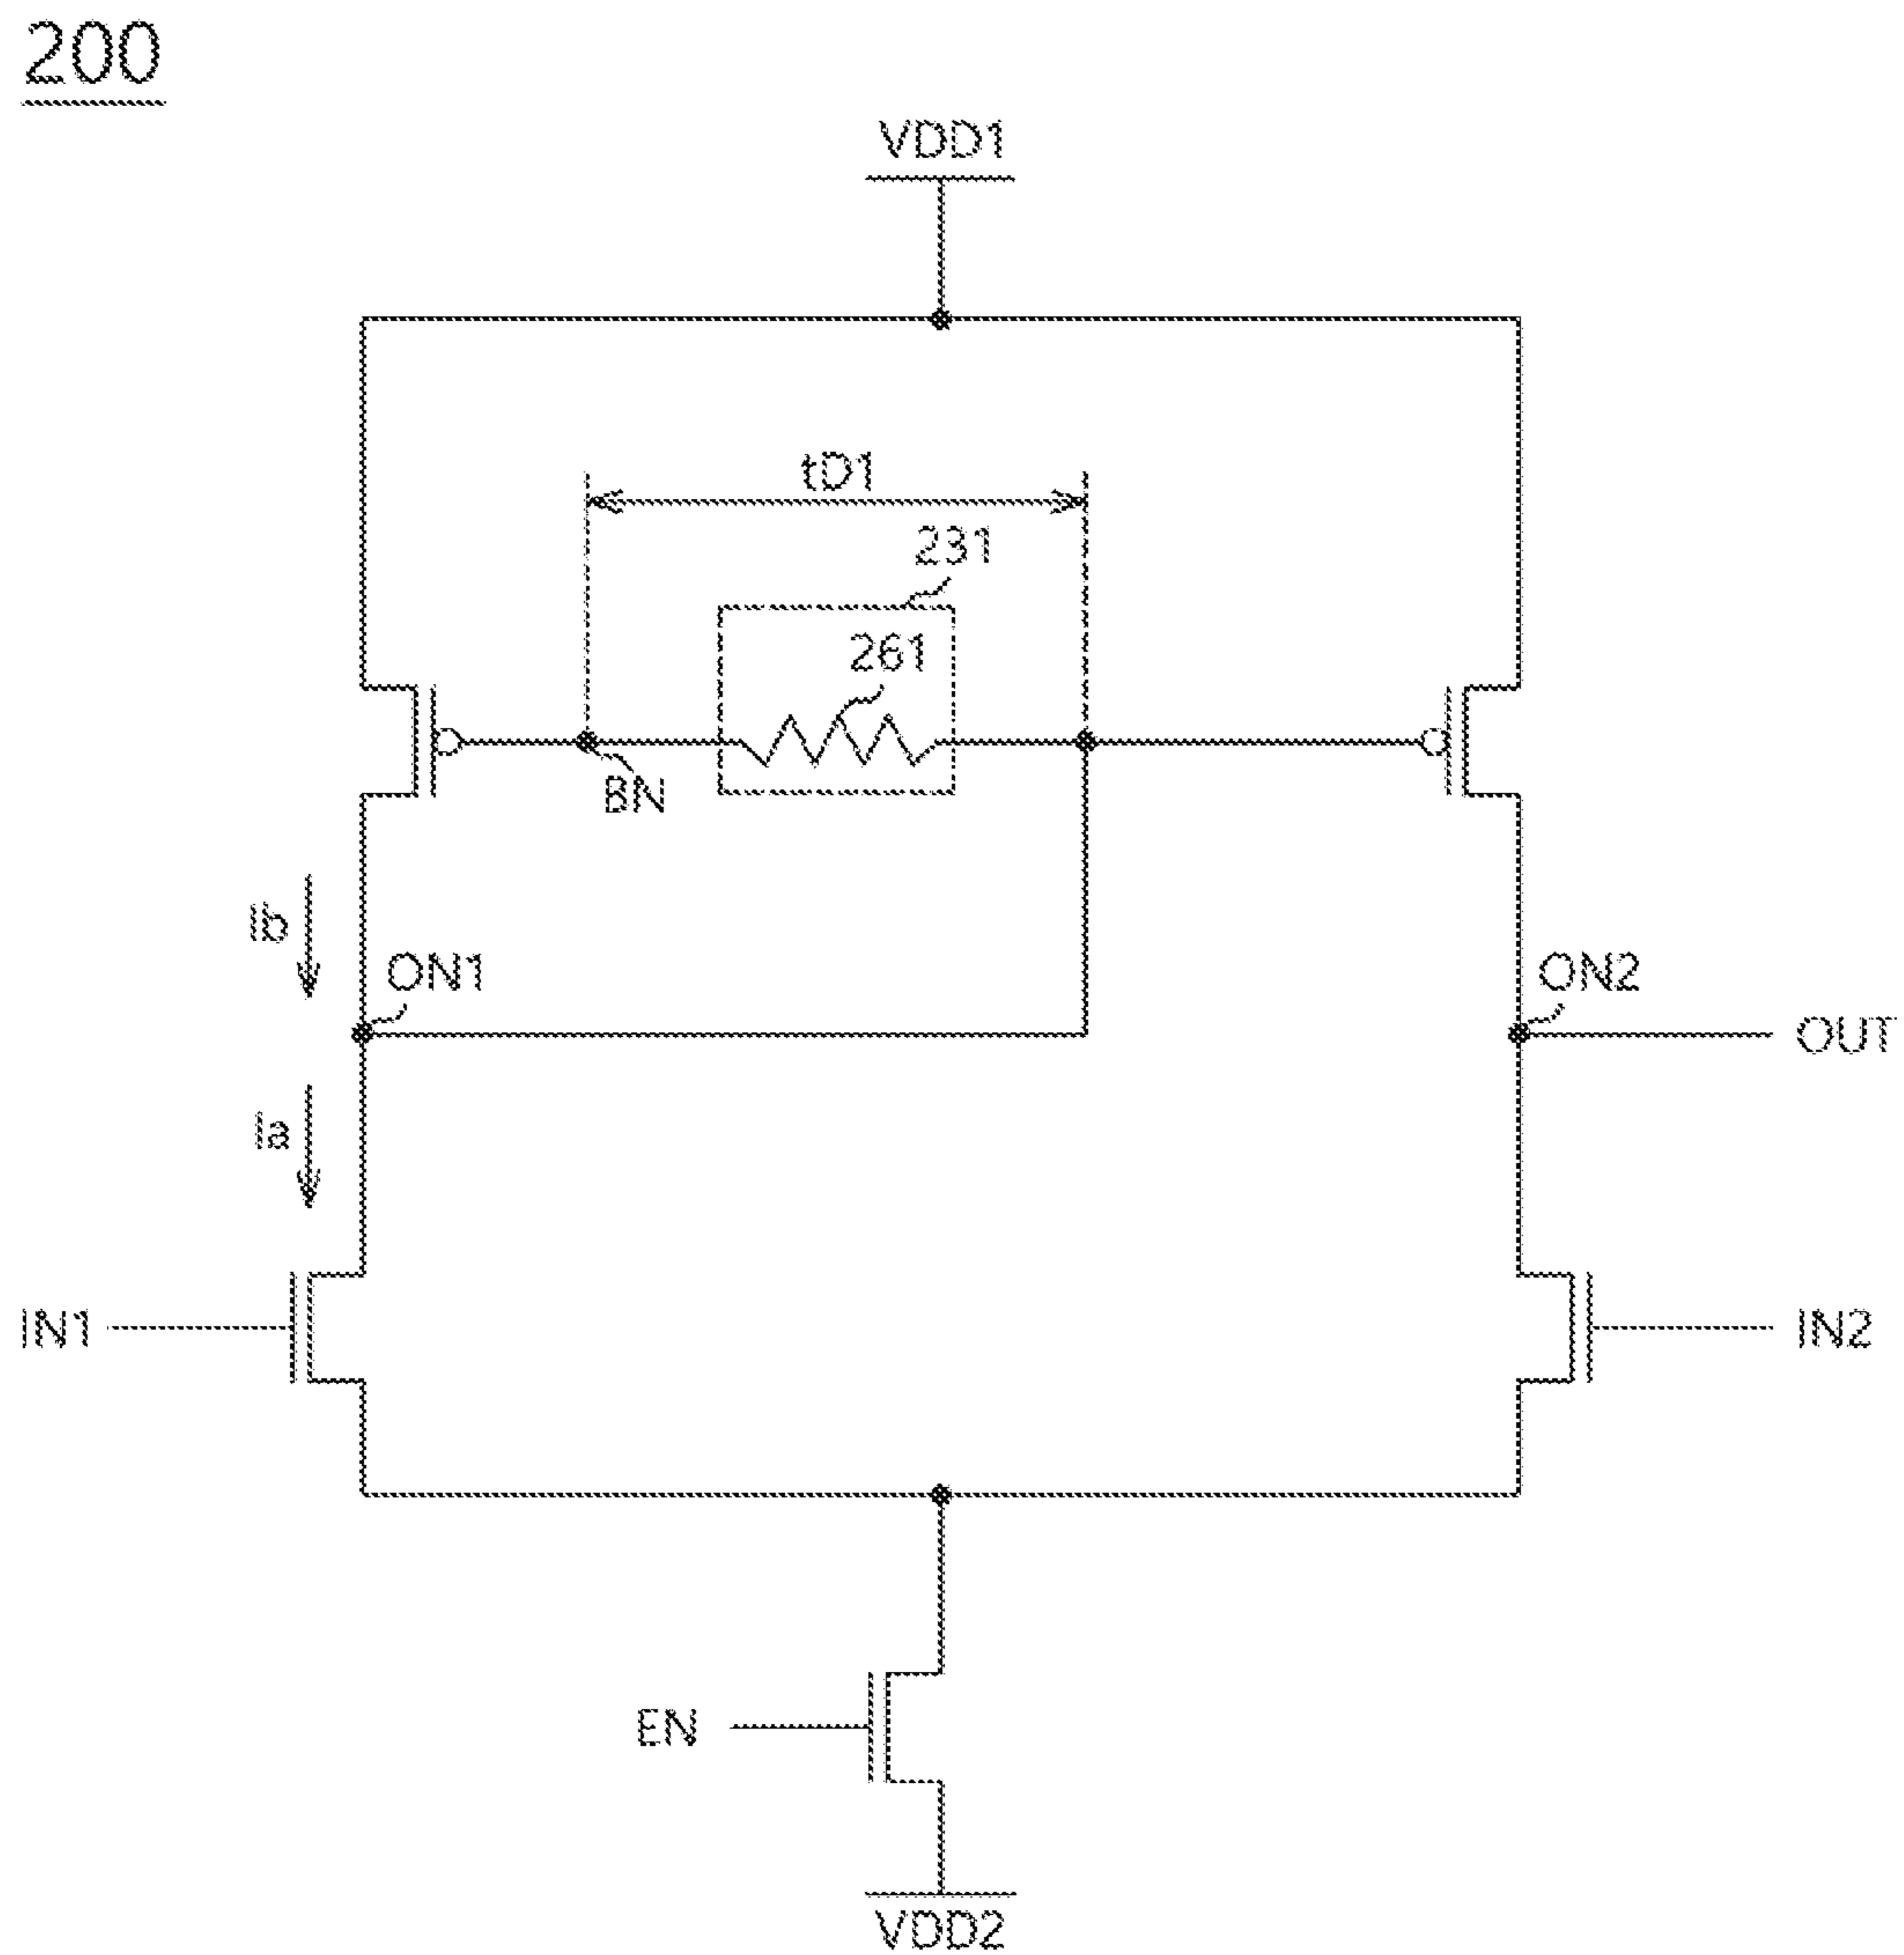 200
VDD1
tD1
231
261
BN
Ib
ON1
ON2
OUT
Ia
IN1
IN2
EN
VDD2